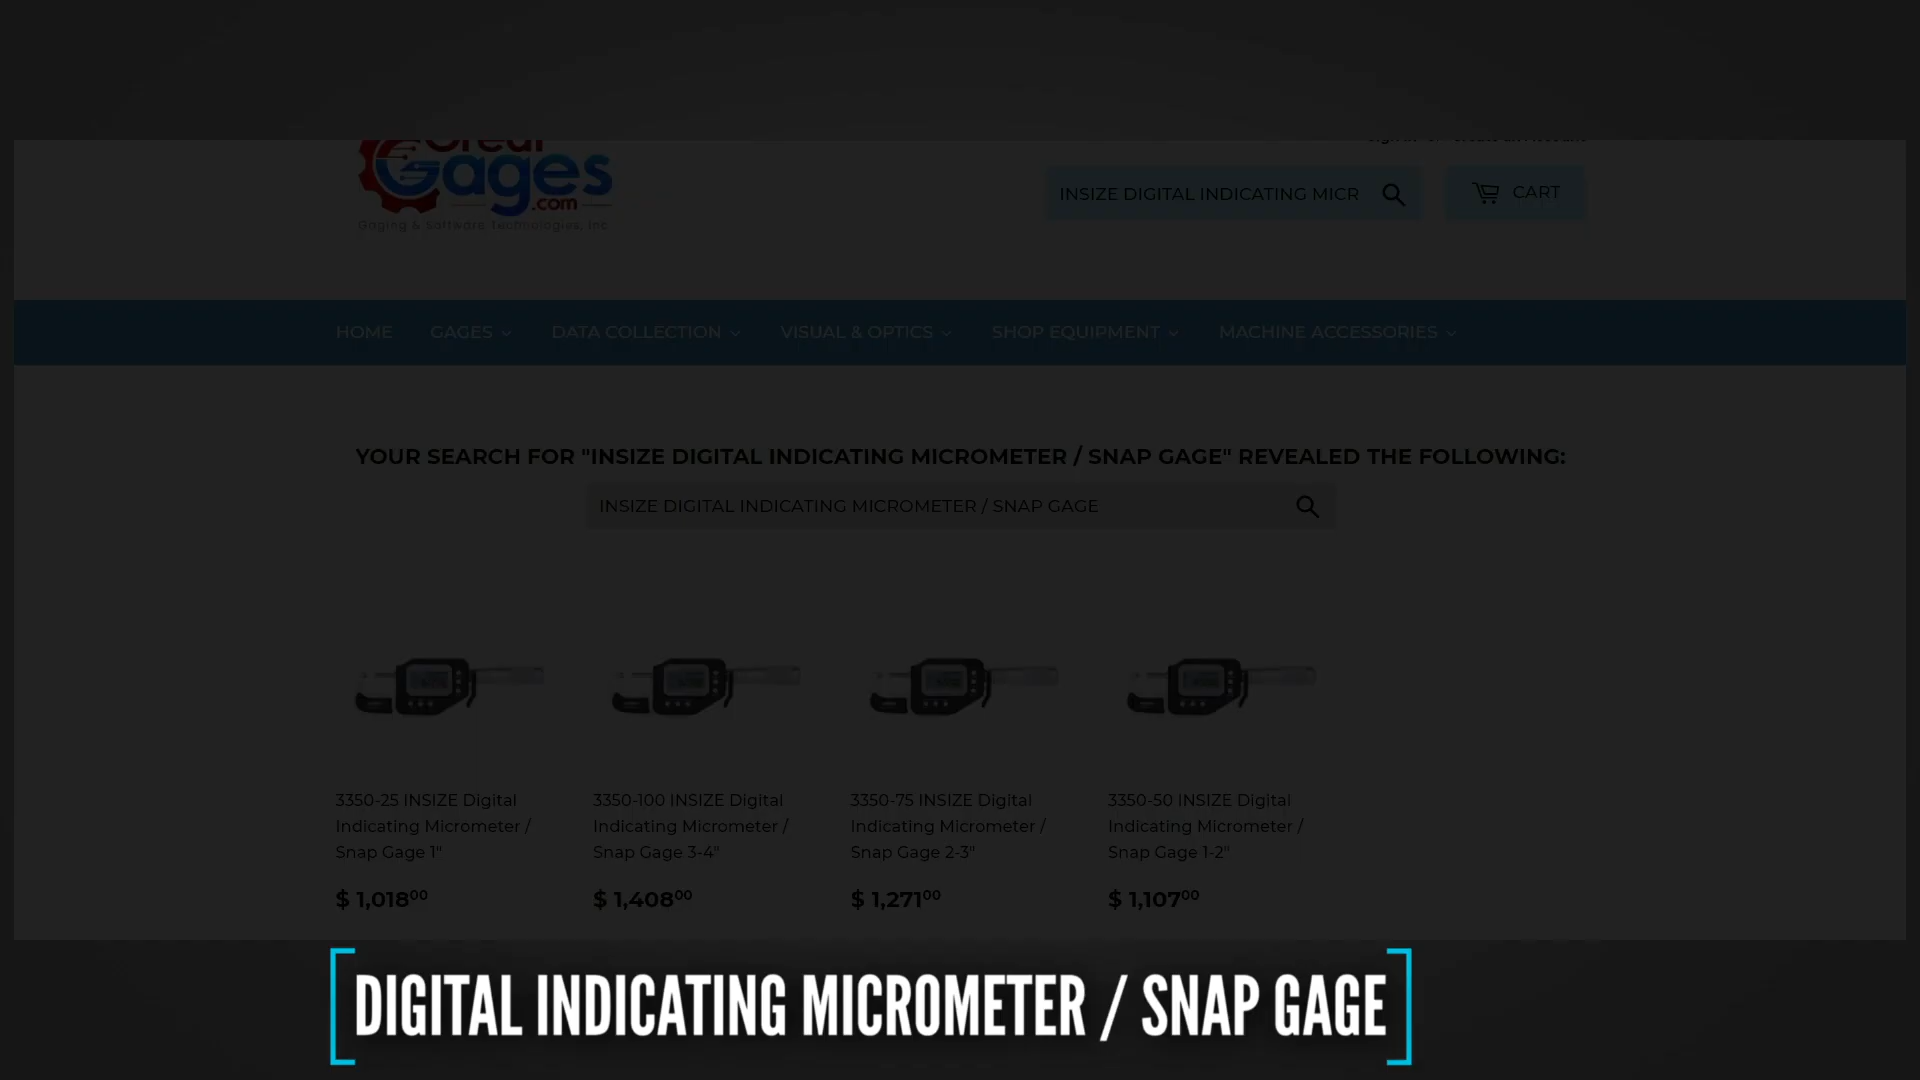 Great
Gages
.com
Gaging & Software Technologies, Inc
INSIZE DIGITAL INDICATING MICR
CART
HOME GAGES DATA COLLECTION VISUAL & OPTICS SHOP EQUIPMENT MACHINE ACCESSORIES
YOUR SEARCH FOR "INSIZE DIGITAL INDICATING MICROMETER / SNAP GAGE" REVEALED THE FOLLOWING:
INSIZE DIGITAL INDICATING MICROMETER / SNAP GAGE
3350-25 INSIZE Digital
Indicating Micrometer /
Snap Gage 1"
$ 1,018⁰⁰
3350-100 INSIZE Digital
Indicating Micrometer /
Snap Gage 3-4"
$ 1,408⁰⁰
3350-75 INSIZE Digital
Indicating Micrometer /
Snap Gage 2-3"
$ 1,271⁰⁰
3350-50 INSIZE Digital
Indicating Micrometer /
Snap Gage 1-2"
$ 1,107⁰⁰
DIGITAL INDICATING MICROMETER / SNAP GAGE